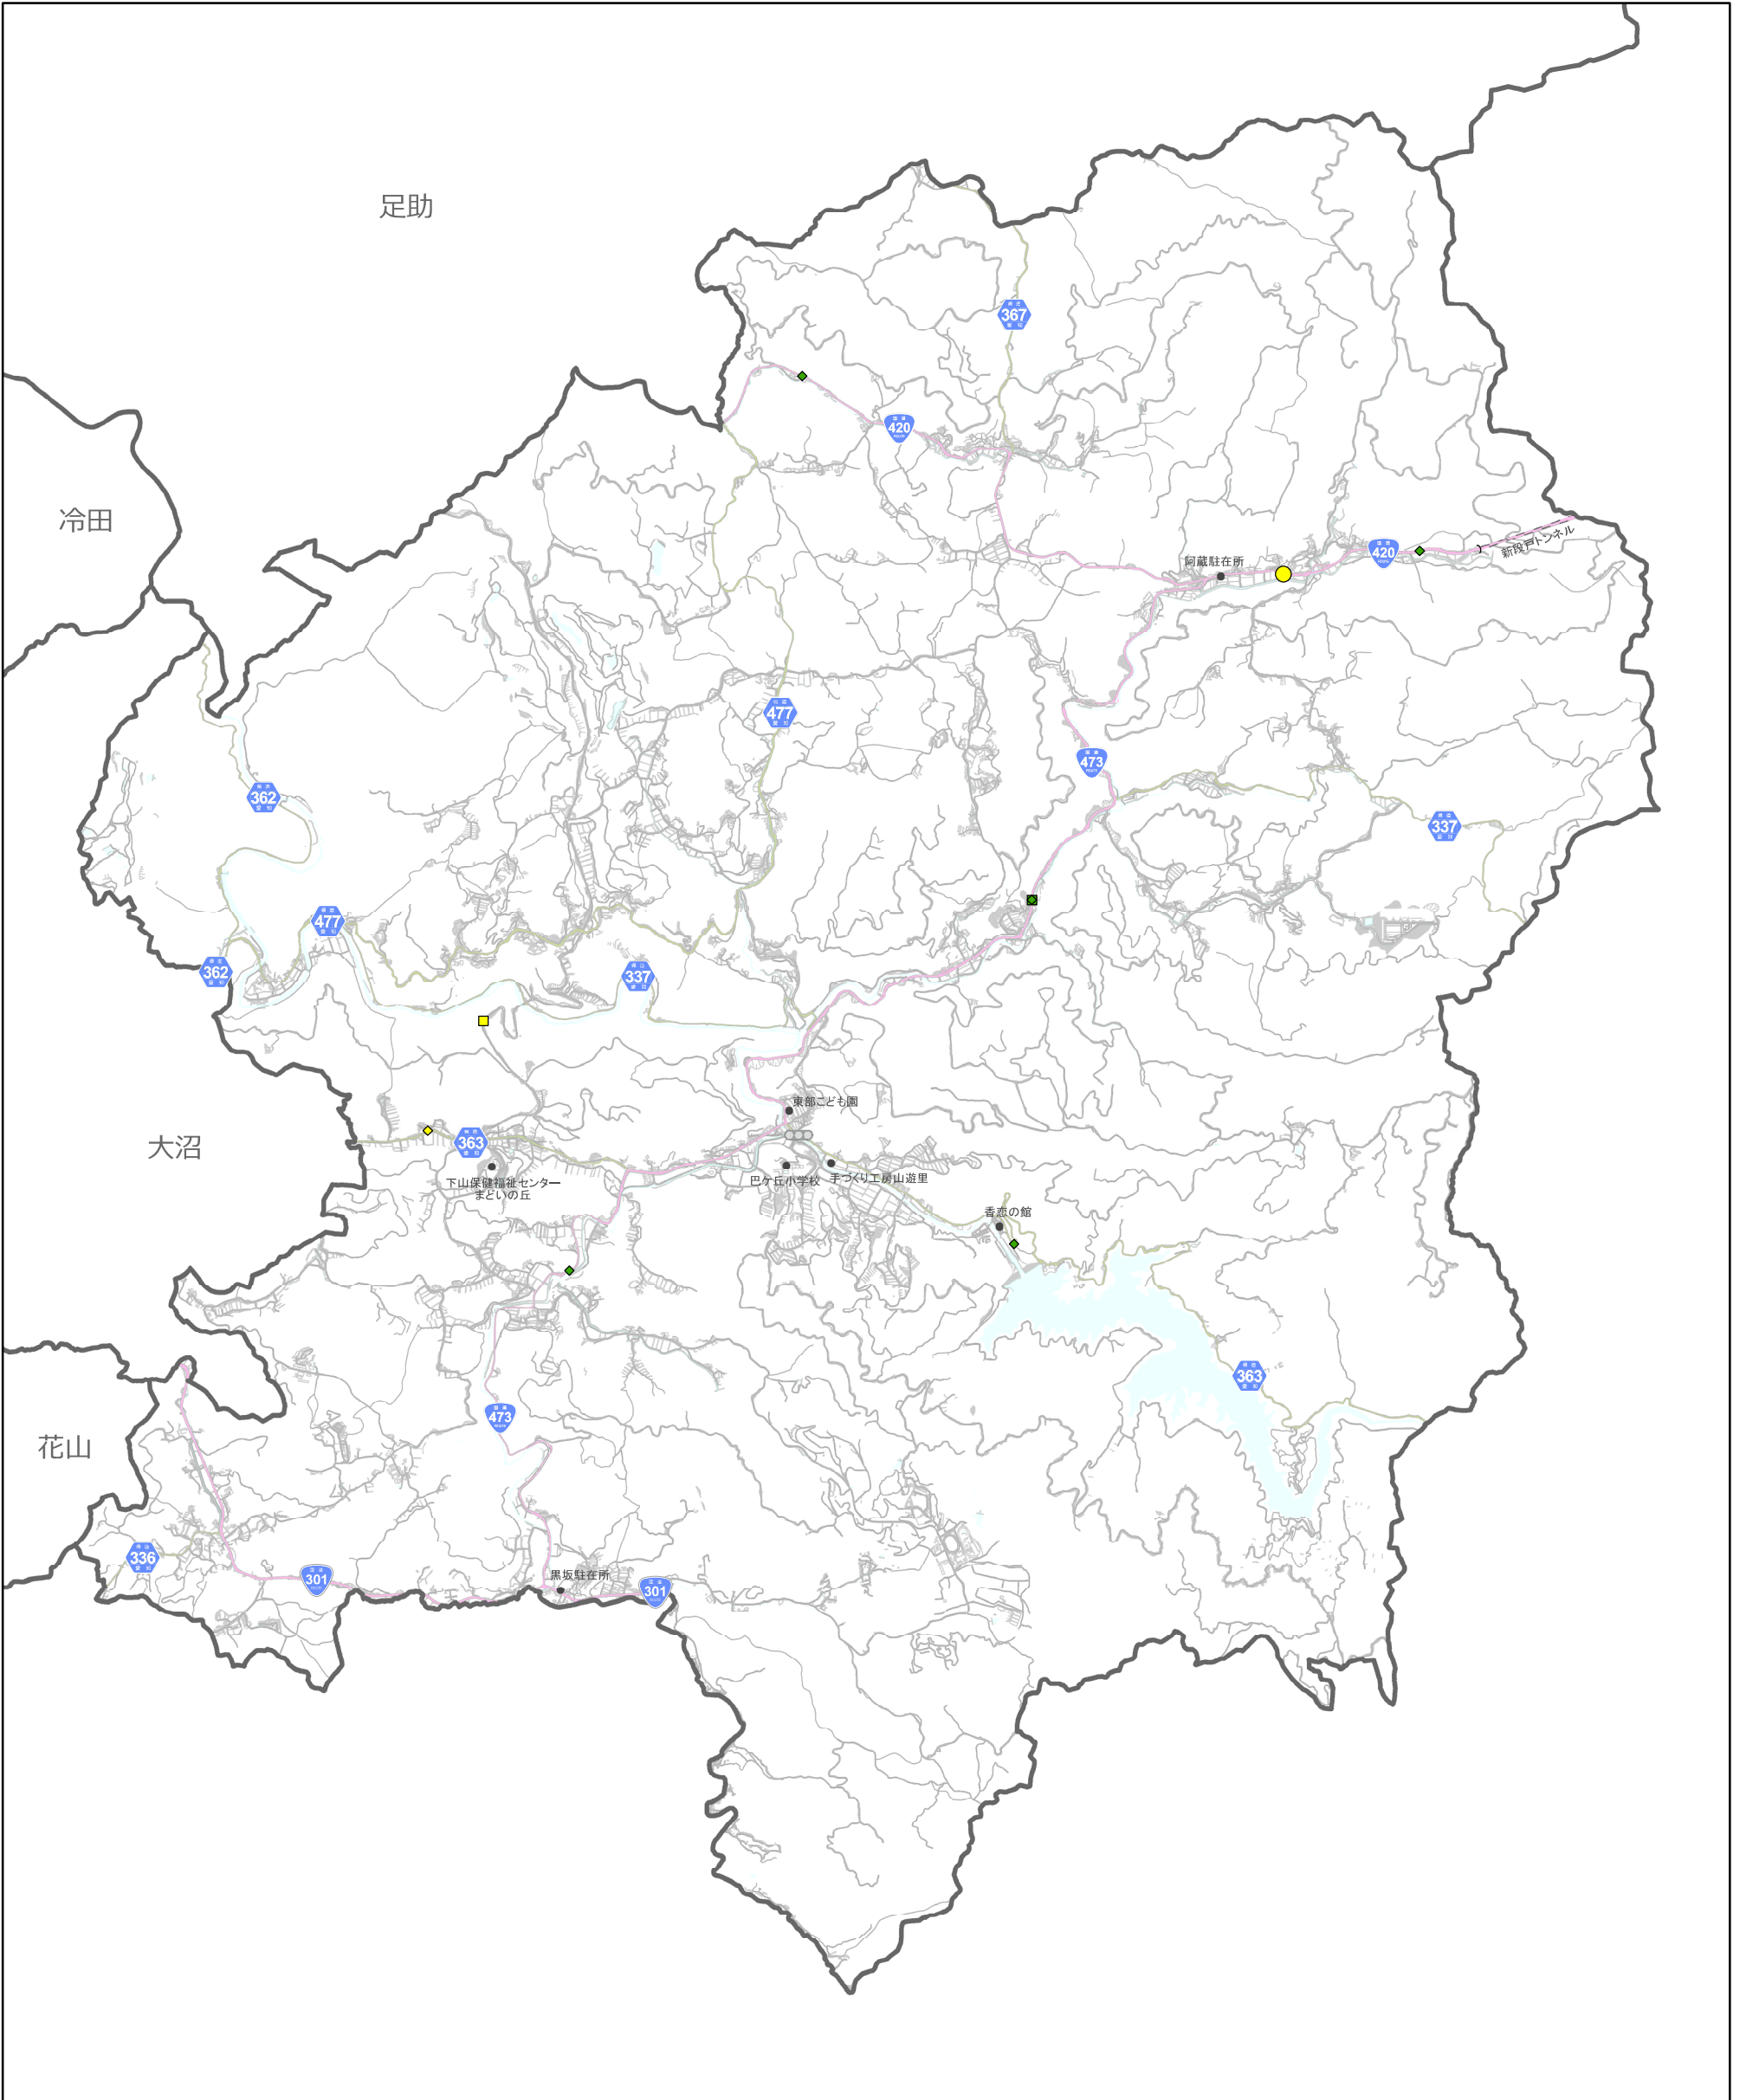 足助
367
420
冷田
420
新段戸トンネル
阿蔵駐在所
477
473
362
337
477
362
337
東部こども園
363
大沼
下山保健福祉センター
まどいの丘
巴ケ丘小学校
手づくり工房山遊里
香恋の館
363
473
花山
336
301
黒坂駐在所
301